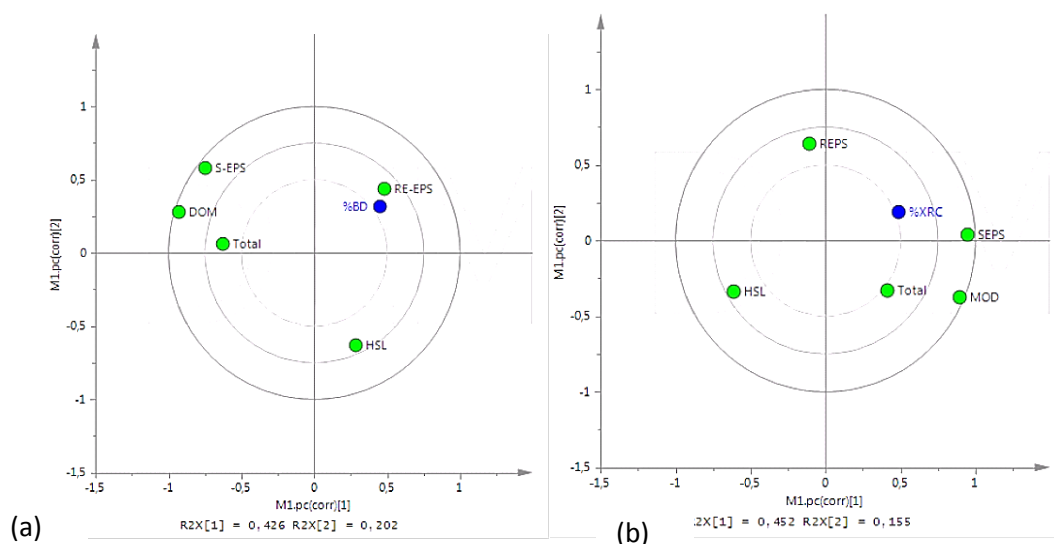 1
0,5
0
-0,5
-1
-1,5
-1,5
-1
-0,5
0
0,5
1
M1.pc(corr)[2]
M1.pc(corr)[1]
S-EPS
RE-EPS
%BD
DOM
Total
HSL
R2X[1] = 0,426 R2X[2] = 0,202
(a)
1,5
1
0,5
0
-0,5
-1
-1,5
-1,5
-1
-0,5
0
0,5
1
M1.pc(corr)[2]
M1.pc(corr)[1]
REPS
%XRC
SEPS
HSL
Total
MOD
.2X[1] = 0,452 R2X[2] = 0,155
(b)